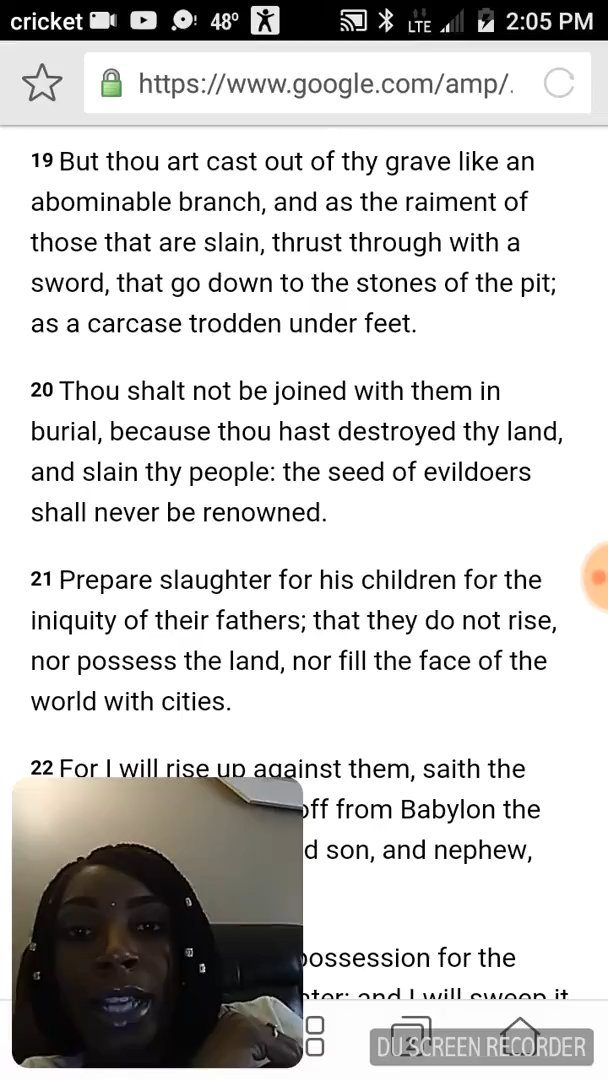 cricket 48° LTE 2:05 PM
https://www.google.com/amp/.
19 But thou art cast out of thy grave like an
abominable branch, and as the raiment of
those that are slain, thrust through with a
sword, that go down to the stones of the pit;
as a carcase trodden under feet.
20 Thou shalt not be joined with them in
burial, because thou hast destroyed thy land,
and slain thy people: the seed of evildoers
shall never be renowned.
21 Prepare slaughter for his children for the
iniquity of their fathers; that they do not rise,
nor possess the land, nor fill the face of the
world with cities.
22 For I will rise up against them, saith the
off from Babylon the
d son, and nephew,
possession for the
and I will sweep it
DU SCREEN RECORDER